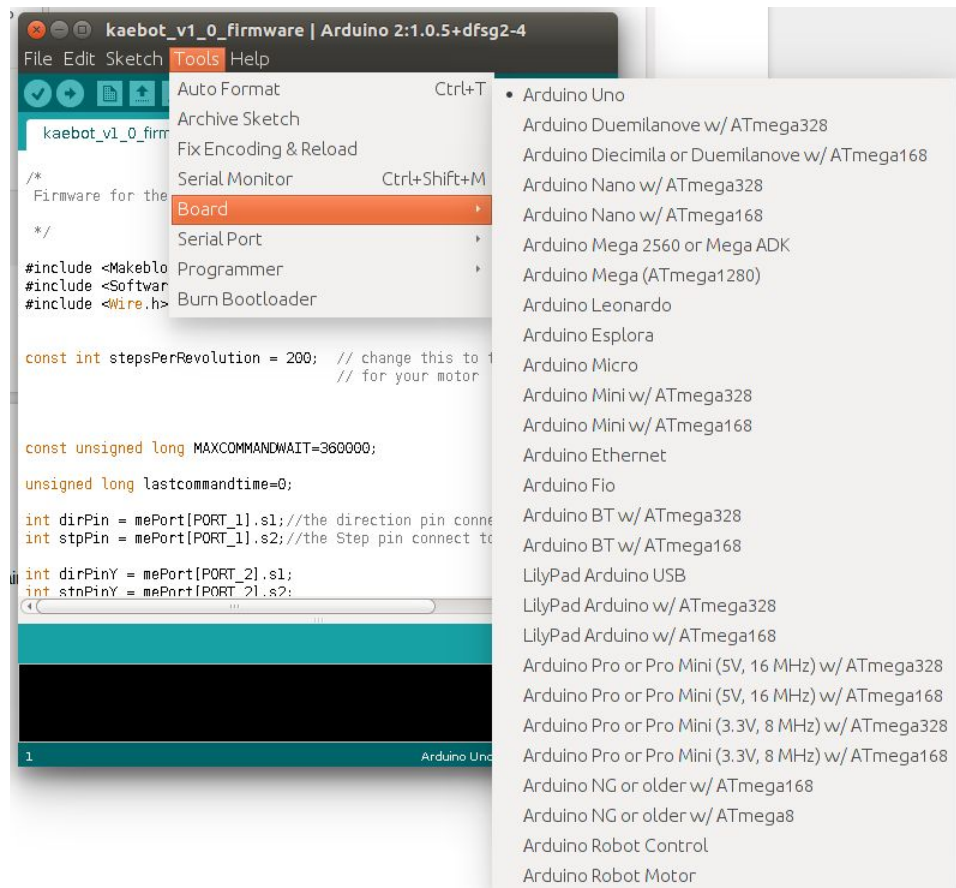 kaebot_v1_0_firmware | Arduino 2:1.0.5+dfsg2-4
File Edit Sketch Tools Help
Auto Format Ctrl+T
Archive Sketch
Fix Encoding & Reload
Serial Monitor Ctrl+Shift+M
Board
Serial Port
Programmer
Burn Bootloader
kaebot_v1_0_firm
/*
Firmware for the
*/
#include <Makeblo
#include <Softwar
#include <Wire.h>
const int stepsPerRevolution = 200; // change this to
// for your motor
const unsigned long MAXCOMMANDWAIT=360000;
unsigned long lastcommandtime=0;
int dirPin = mePort[PORT_1].s1;//the direction pin conne
int stpPin = mePort[PORT_1].s2;//the Step pin connect to
int dirPinY = mePort[PORT_2].s1;
int stpPinY = mePort[PORT_2].s2;
1 Arduino Uno
Arduino Uno
Arduino Duemilanove w/ ATmega328
Arduino Diecimila or Duemilanove w/ ATmega168
Arduino Nano w/ ATmega328
Arduino Nano w/ ATmega168
Arduino Mega 2560 or Mega ADK
Arduino Mega (ATmega1280)
Arduino Leonardo
Arduino Esplora
Arduino Micro
Arduino Mini w/ ATmega328
Arduino Mini w/ ATmega168
Arduino Ethernet
Arduino Fio
Arduino BT w/ ATmega328
Arduino BT w/ ATmega168
LilyPad Arduino USB
LilyPad Arduino w/ ATmega328
LilyPad Arduino w/ ATmega168
Arduino Pro or Pro Mini (5V, 16 MHz) w/ ATmega328
Arduino Pro or Pro Mini (5V, 16 MHz) w/ ATmega168
Arduino Pro or Pro Mini (3.3V, 8 MHz) w/ ATmega328
Arduino Pro or Pro Mini (3.3V, 8 MHz) w/ ATmega168
Arduino NG or older w/ ATmega168
Arduino NG or older w/ ATmega8
Arduino Robot Control
Arduino Robot Motor